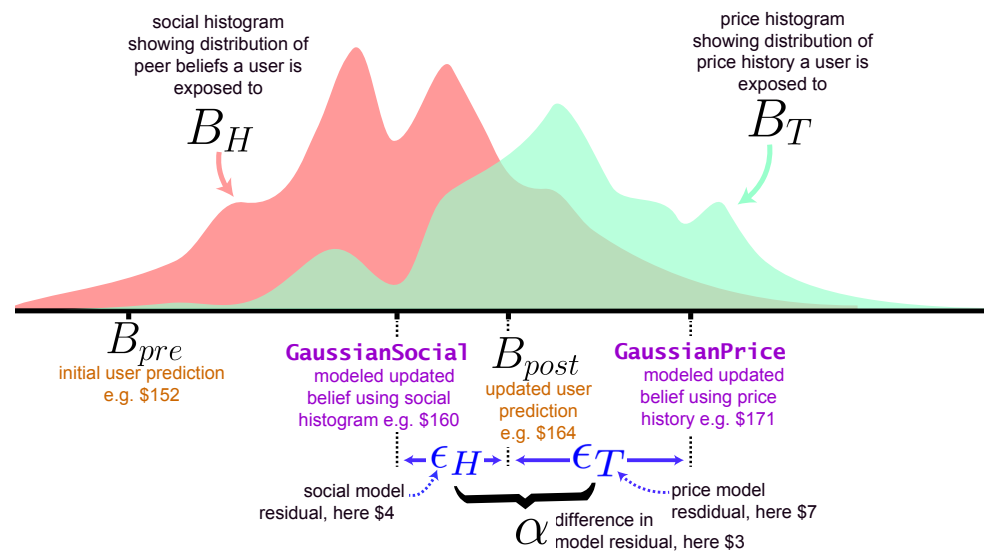 social histogram
showing distribution of
peer beliefs a user is
exposed to
B_H
price histogram
showing distribution of
price history a user is
exposed to
B_T
B_pre
initial user prediction
e.g. $152
GaussianSocial
modeled updated
belief using social
histogram e.g. $160
B_post
updated user
prediction
e.g. $164
GaussianPrice
modeled updated
belief using price
history e.g. $171
ϵ_H
ϵ_T
social model
residual, here $4
price model
resdidual, here $7
α
difference in
model residual, here $3